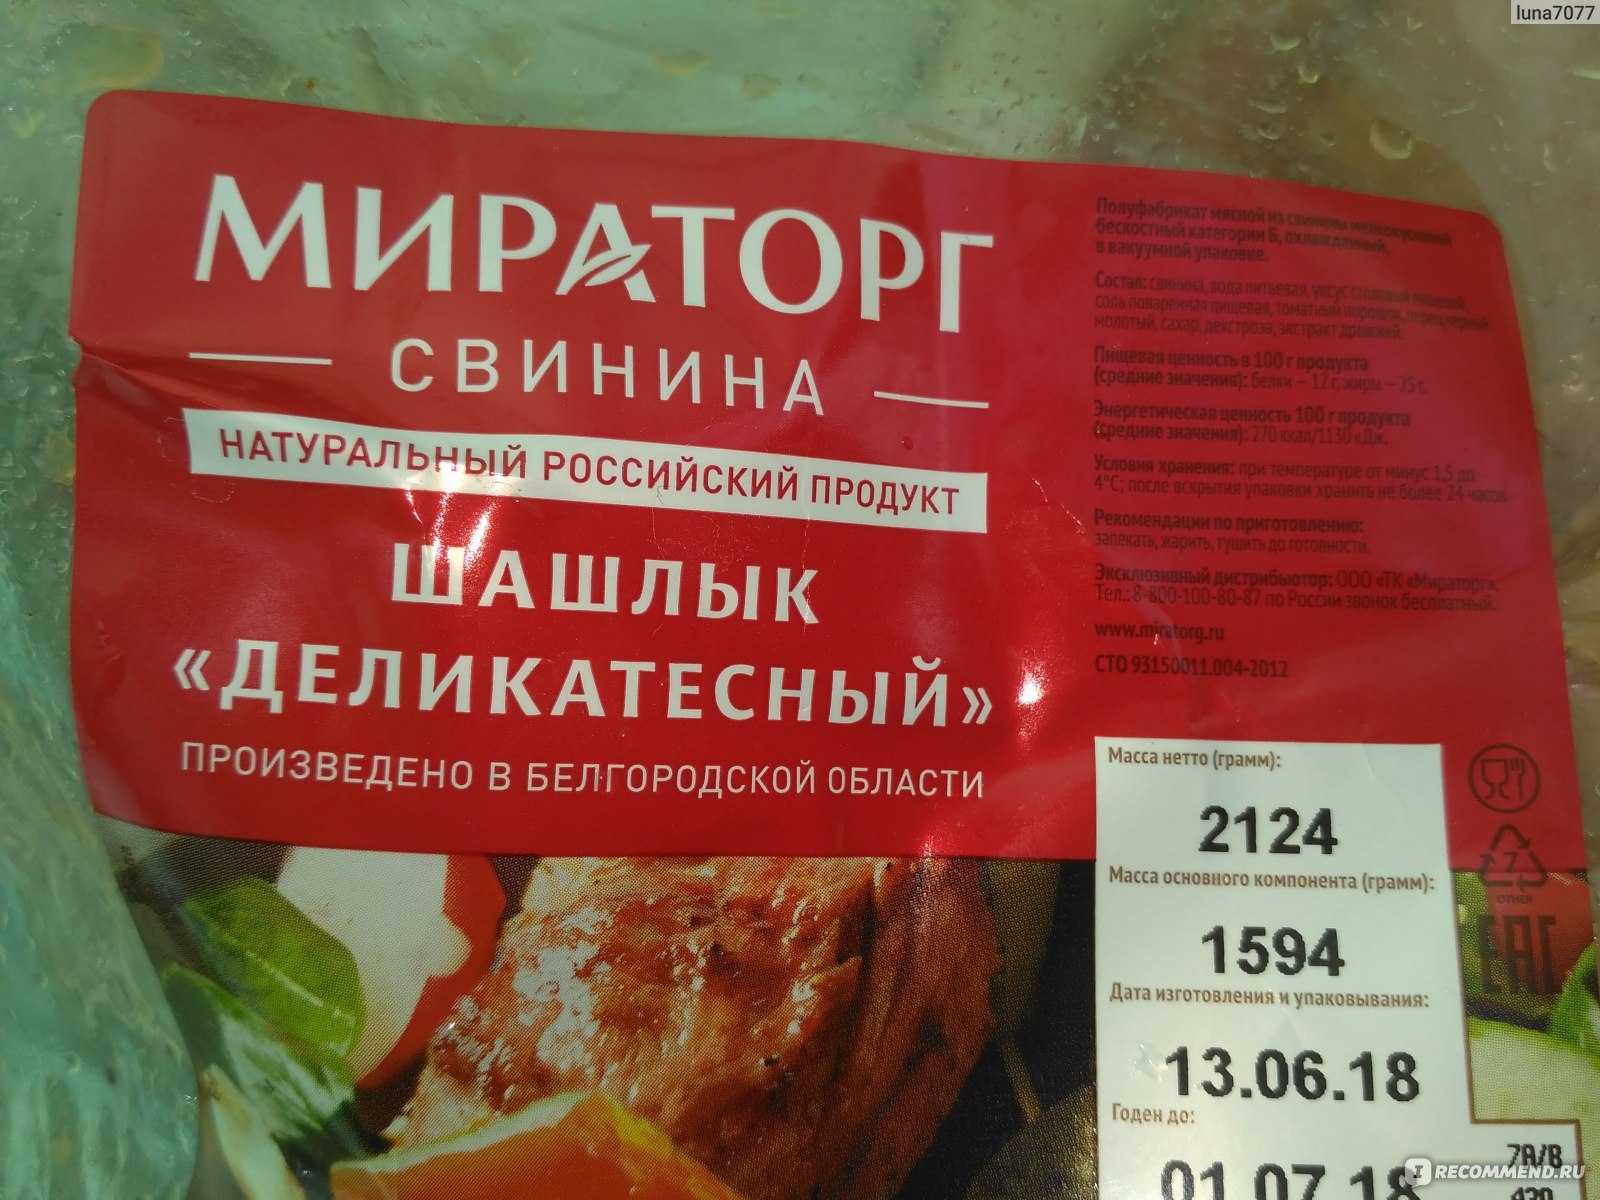 luna7077
МИРАТОРГ
СВИНИНА
НАТУРАЛЬНЫЙ РОССИЙСКИЙ ПРОДУКТ
ШАШЛЫК
«ДЕЛИКАТЕСНЫЙ»
ПРОИЗВЕДЕНО В БЕЛГОРОДСКОЙ ОБЛАСТИ
Полуфабрикат мясной из свинины мелкокусковой
бескостный категории Б, охлажденный,
в вакуумной упаковке.
Состав: свинина, вода питьевая, уксус столовый пищевой,
соль поваренная пищевая, томатный порошок, перец черный
молотый, сахар, декстроза, экстракт дрожжей.
Пищевая ценность в 100 г продукта
(средние значения): белки – 12 г, жиры – 25 г.
Энергетическая ценность 100 г продукта
(средние значения): 270 ккал/1130 кДж.
Условия хранения: при температуре от минус 1,5 до
4°С; после вскрытия упаковки хранить не более 24 часов
Рекомендации по приготовлению:
запекать, жарить, тушить до готовности.
Эксклюзивный дистрибьютор: ООО «ТК «Мираторг».
Тел.: 8-800-100-80-87 по России звонок бесплатный.
www.miratorg.ru
СТО 93150011.004-2012
Масса нетто (грамм):
2124
Масса основного компонента (грамм):
1594
Дата изготовления и упаковывания:
13.06.18
Годен до:
01.07.18
7
OTHER
EAC
7A/B
IRECOMMEND.RU